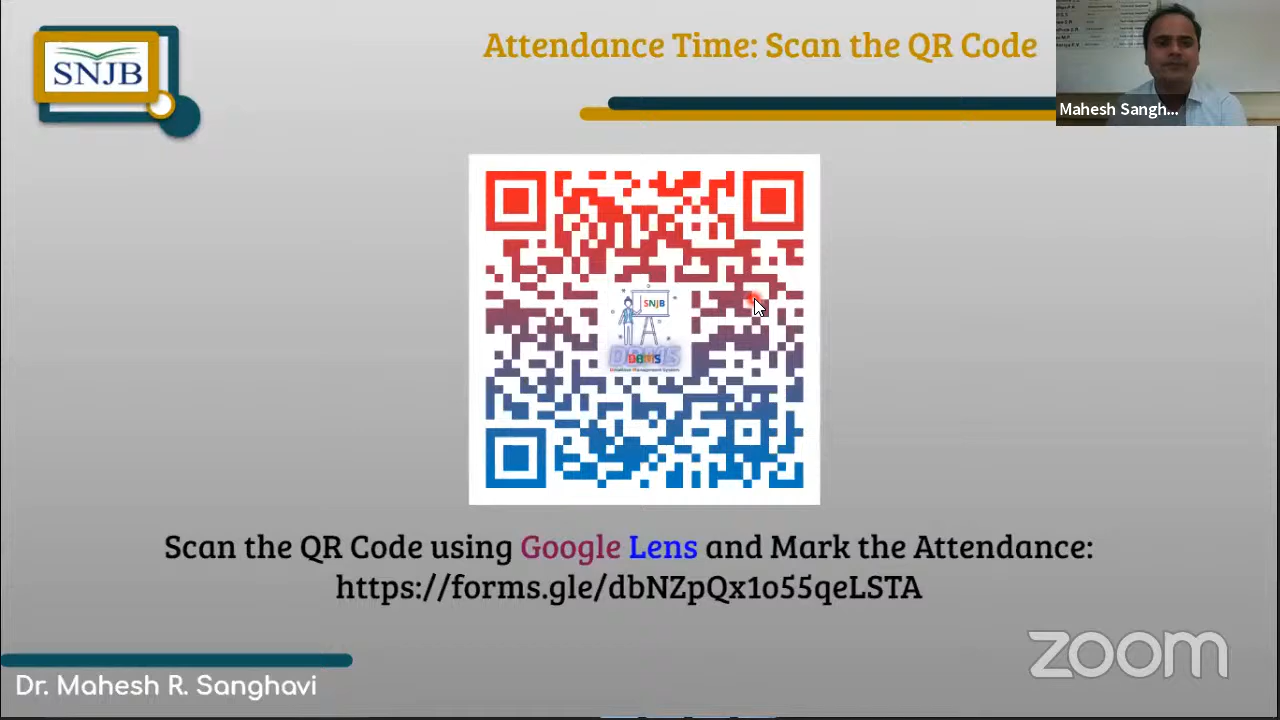 SNJB
Attendance Time: Scan the QR Code
Mahesh Sangh...
SNJB
DBMS
Scan the QR Code using Google Lens and Mark the Attendance:
https://forms.gle/dbNZpQx1o55qeLSTA
zoom
Dr. Mahesh R. Sanghavi